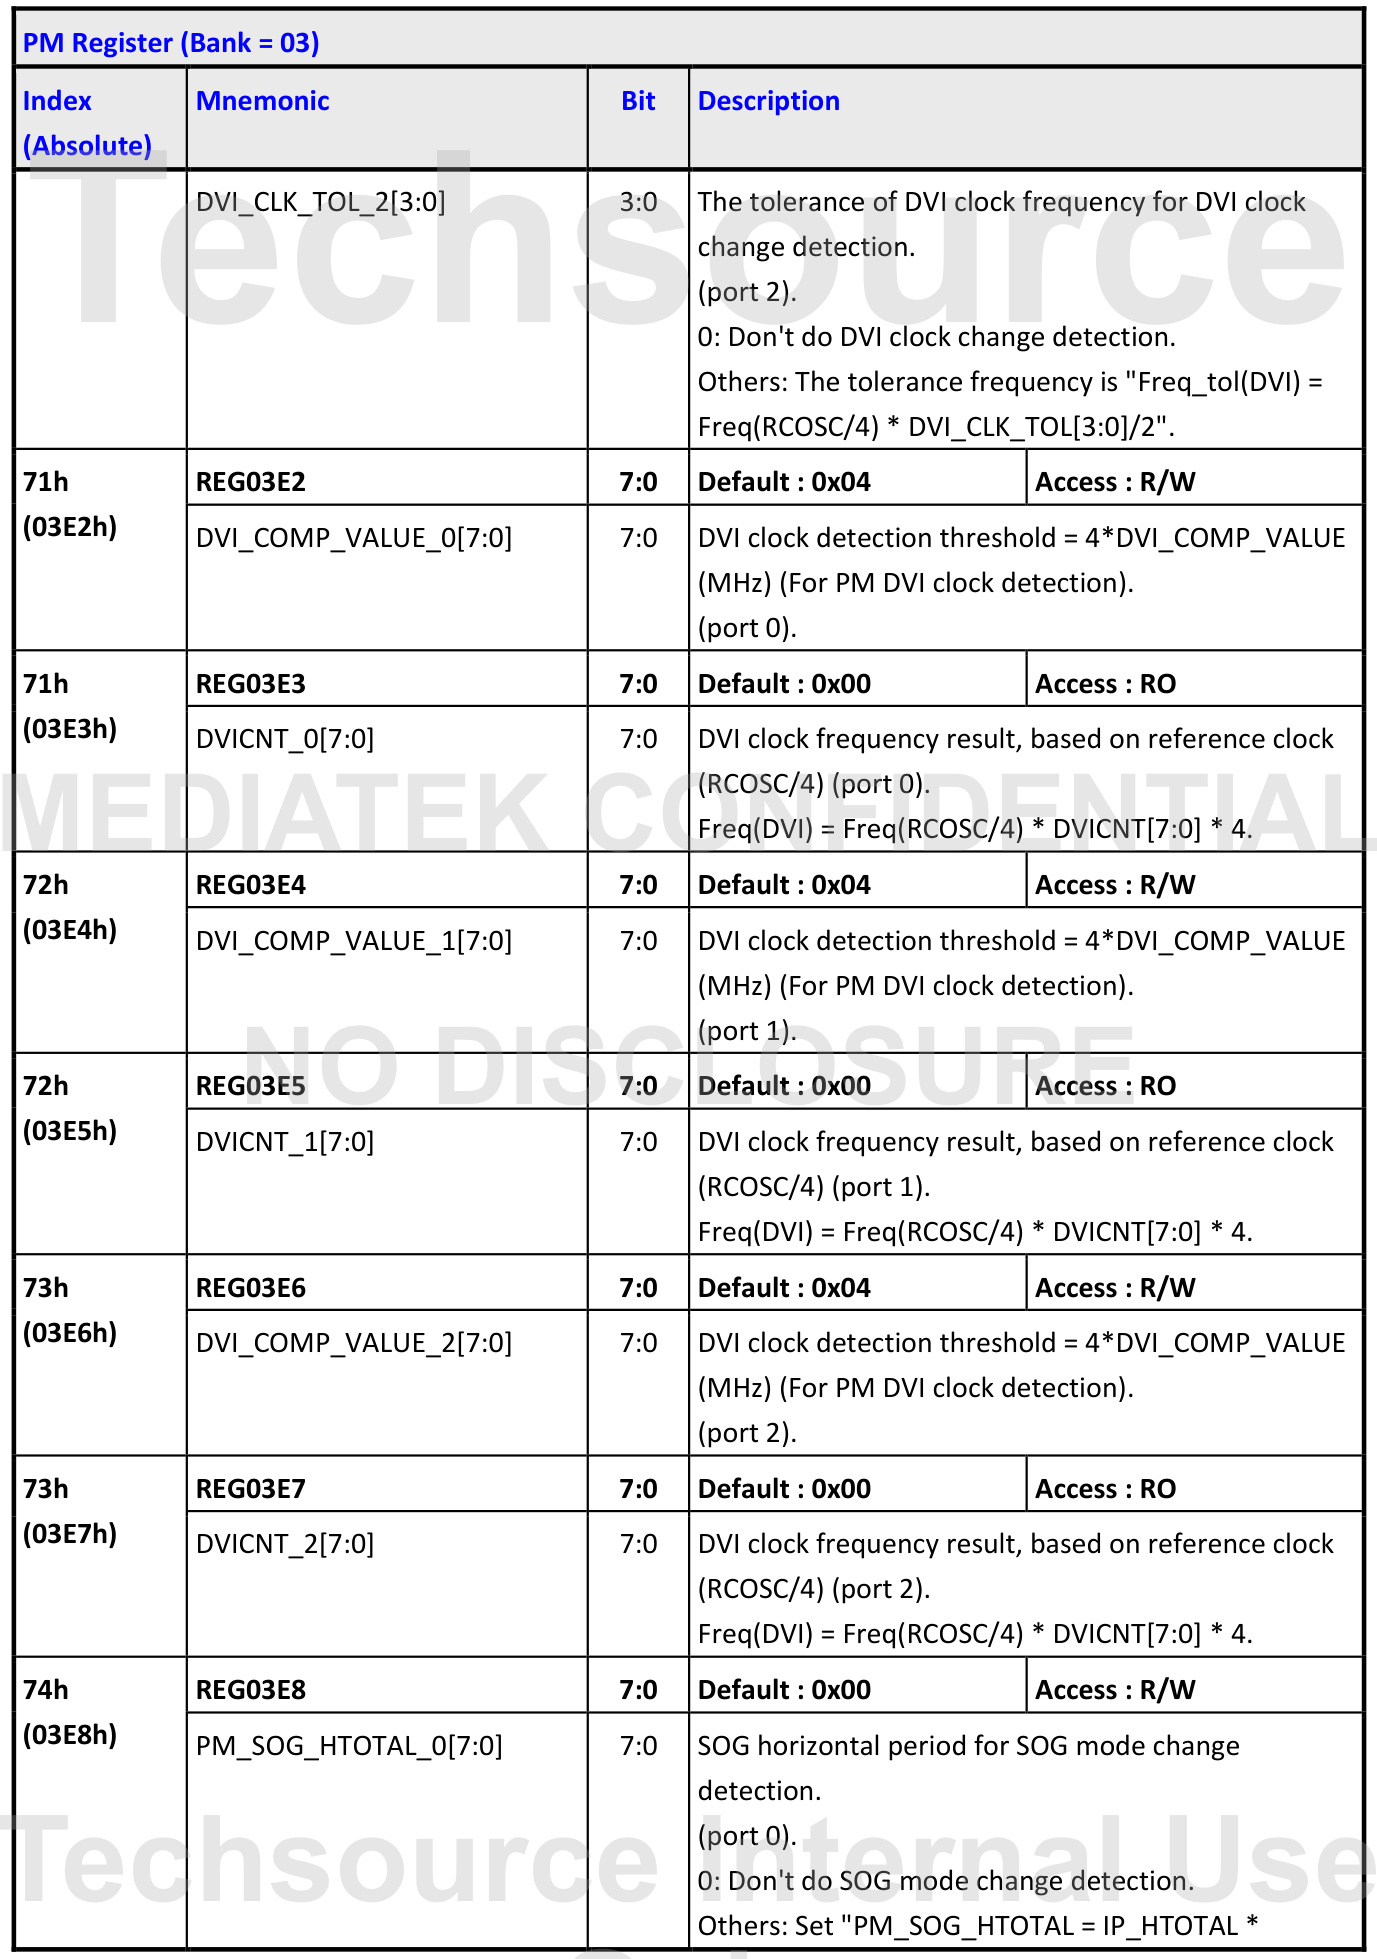 PM Register (Bank = 03)
Index Mnemonic Bit Description
(Absolute)
DVI_CLK_TOL_2[3:0] 3:0 The tolerance of DVI clock frequency for DVI clock
change detection.
(port 2).
0: Don't do DVI clock change detection.
Others: The tolerance frequency is "Freq_tol(DVI) =
Freq(RCOSC/4) * DVI_CLK_TOL[3:0]/2".
Techsource
71h REG03E2 7:0 Default : 0x04 Access : R/W
(03E2h) DVI_COMP_VALUE_0[7:0] 7:0 DVI clock detection threshold = 4*DVI_COMP_VALUE
(MHz) (For PM DVI clock detection).
(port 0).
71h REG03E3 7:0 Default : 0x00 Access : RO
(03E3h) DVICNT_0[7:0] 7:0 DVI clock frequency result, based on reference clock
(RCOSC/4) (port 0).
Freq(DVI) = Freq(RCOSC/4) * DVICNT[7:0] * 4.
MEDIATEK CONFIDENTIAL
72h REG03E4 7:0 Default : 0x04 Access : R/W
(03E4h) DVI_COMP_VALUE_1[7:0] 7:0 DVI clock detection threshold = 4*DVI_COMP_VALUE
(MHz) (For PM DVI clock detection).
(port 1).
NO DISCLOSURE
72h REG03E5 7:0 Default : 0x00 Access : RO
(03E5h) DVICNT_1[7:0] 7:0 DVI clock frequency result, based on reference clock
(RCOSC/4) (port 1).
Freq(DVI) = Freq(RCOSC/4) * DVICNT[7:0] * 4.
73h REG03E6 7:0 Default : 0x04 Access : R/W
(03E6h) DVI_COMP_VALUE_2[7:0] 7:0 DVI clock detection threshold = 4*DVI_COMP_VALUE
(MHz) (For PM DVI clock detection).
(port 2).
73h REG03E7 7:0 Default : 0x00 Access : RO
(03E7h) DVICNT_2[7:0] 7:0 DVI clock frequency result, based on reference clock
(RCOSC/4) (port 2).
Freq(DVI) = Freq(RCOSC/4) * DVICNT[7:0] * 4.
74h REG03E8 7:0 Default : 0x00 Access : R/W
(03E8h) PM_SOG_HTOTAL_0[7:0] 7:0 SOG horizontal period for SOG mode change
detection.
(port 0).
0: Don't do SOG mode change detection.
Others: Set "PM_SOG_HTOTAL = IP_HTOTAL *
Techsource Internal Use